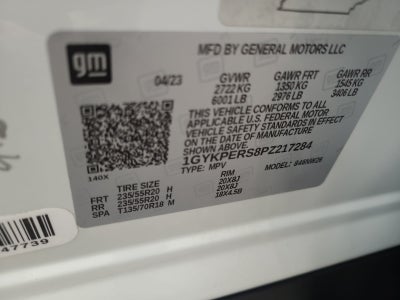 gm
MFD BY GENERAL MOTORS LLC
04/23 GVWR GAWR FRT GAWR RR
2722 KG 1350 KG 1545 KG
6001 LB 2976 LB 3406 LB
THIS VEHICLE CONFORMS TO ALL
APPLICABLE U.S. FEDERAL MOTOR
VEHICLE SAFETY STANDARDS IN EFFECT
ON THE DATE OF MANUFACTURE
SHOWN ABOVE.
1GYKPERS8PZ217284
140X
TYPE: MPV MODEL:
TIRE SIZE RIM
FRT 235/55R20 H 20X8J
RR 235/55R20 H 20X8J
SPA T135/70R18 M 18X4.5B
47739